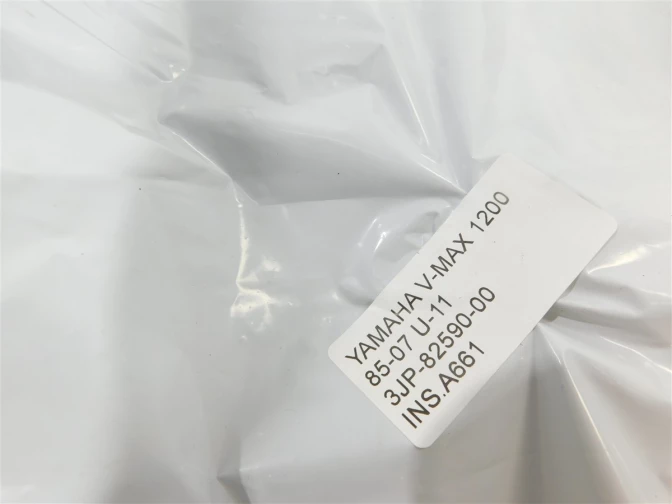 YAMAHA V-MAX 1200
85-07 U-11
3JP-82590-00
INS.A661